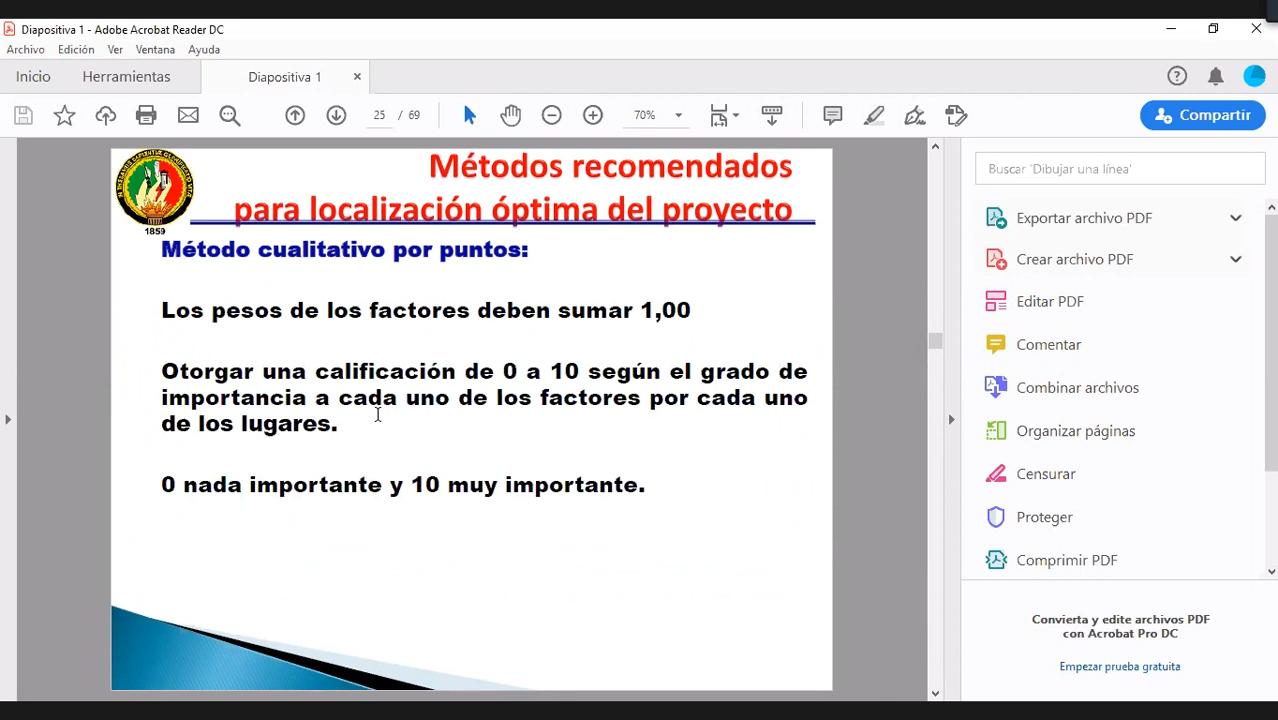 Diapositiva 1 - Adobe Acrobat Reader DC
Archivo Edición Ver Ventana Ayuda
Inicio Herramientas Diapositiva 1
25 / 69 70% Compartir
Métodos recomendados
para localización óptima del proyecto
1859
Método cualitativo por puntos:
Los pesos de los factores deben sumar 1,00
Otorgar una calificación de 0 a 10 según el grado de
importancia a cada uno de los factores por cada uno
de los lugares.
0 nada importante y 10 muy importante.
Buscar 'Dibujar una línea'
Exportar archivo PDF
Crear archivo PDF
Editar PDF
Comentar
Combinar archivos
Organizar páginas
Censurar
Proteger
Comprimir PDF
Convierta y edite archivos PDF
con Acrobat Pro DC
Empezar prueba gratuita